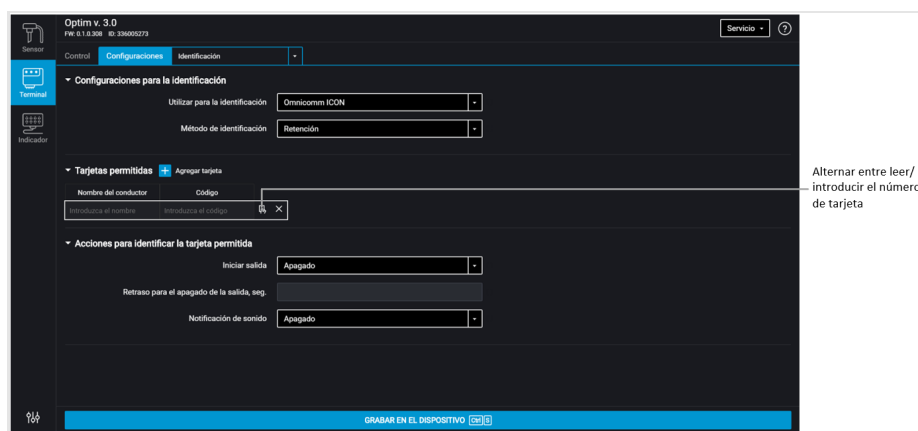 Optim v. 3.0
FW: 0.1.0.308 ID: 336005273
Servicio
?
Sensor
Terminal
Indicador
Control Configuraciones Identificación
Configuraciones para la identificación
Utilizar para la identificación Omnicomm ICON
Método de identificación Retención
Tarjetas permitidas + Agregar tarjeta
Nombre del conductor Código
Introduzca el nombre Introduzca el código
Alternar entre leer/
introducir el número
de tarjeta
Acciones para identificar la tarjeta permitida
Iniciar salida Apagado
Retraso para el apagado de la salida, seg.
Notificación de sonido Apagado
GRABAR EN EL DISPOSITIVO Ctrl S